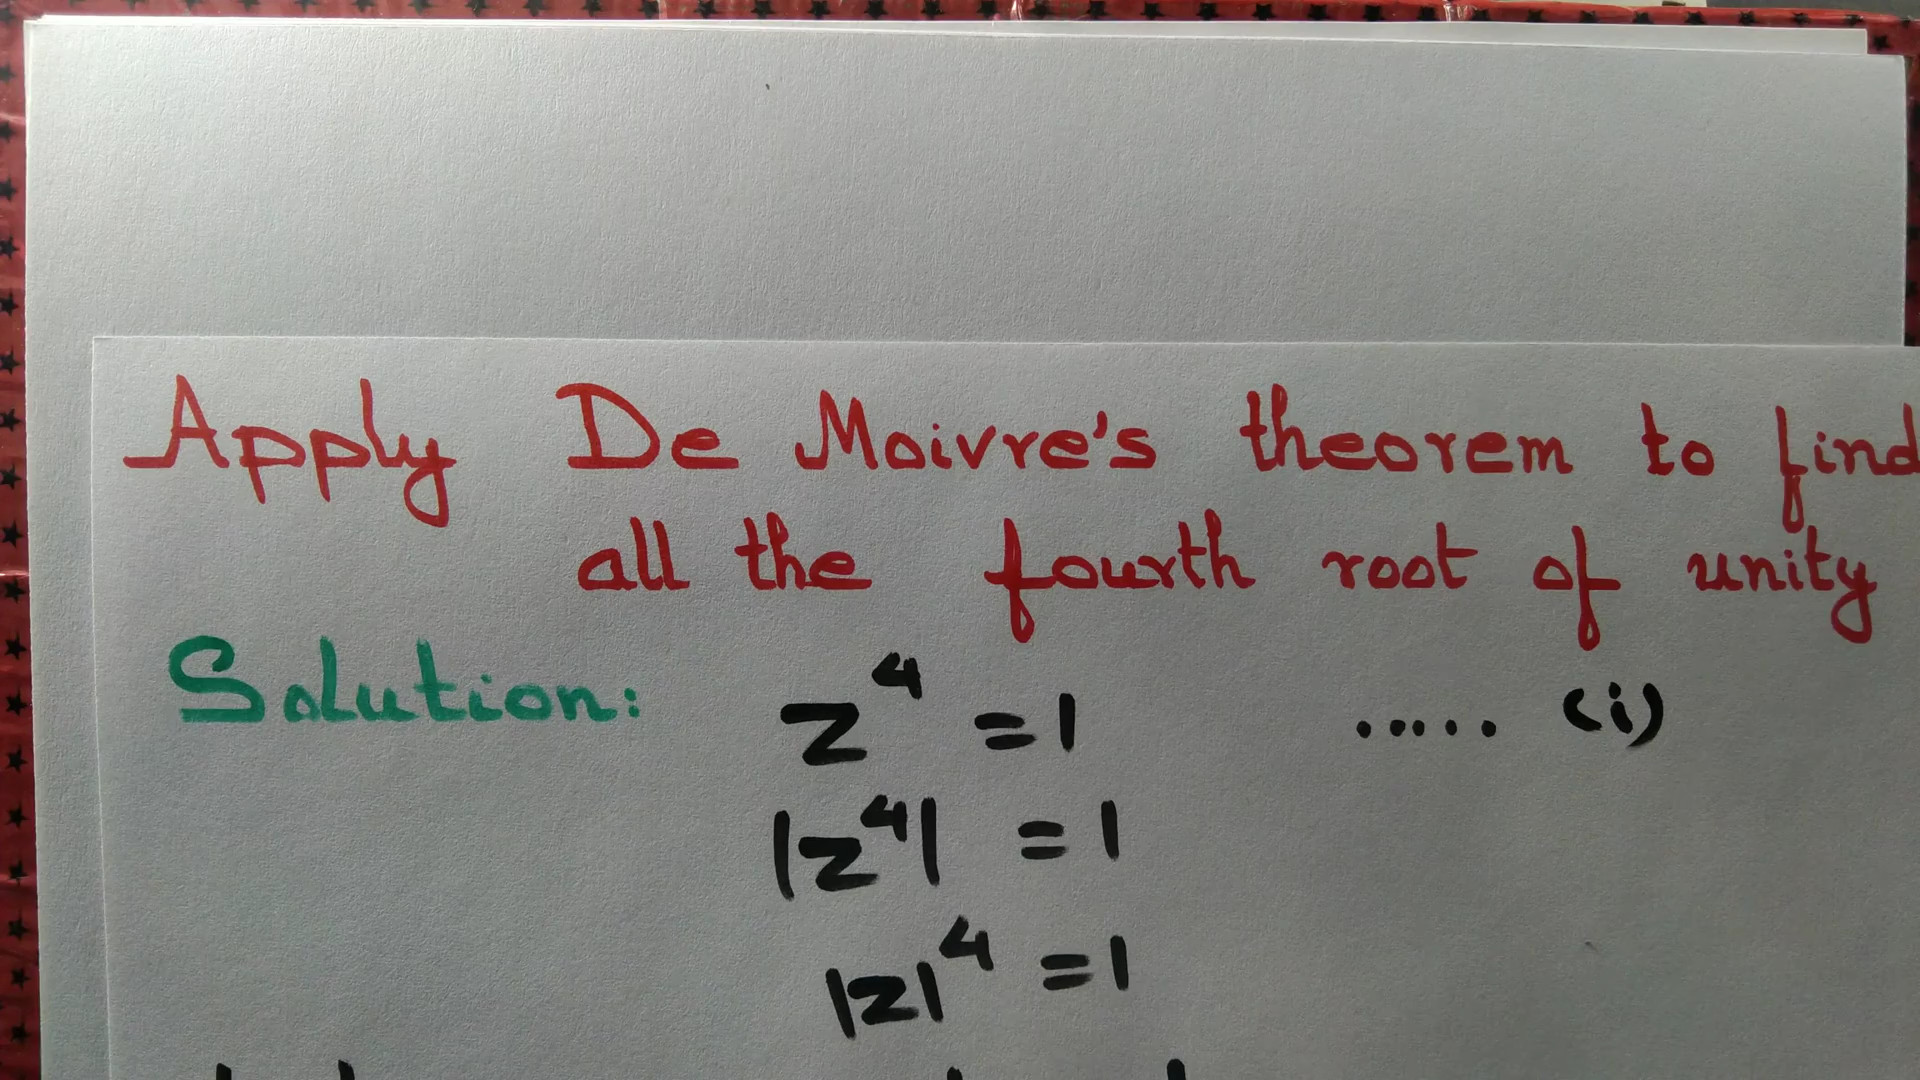 Apply De Moivre's theorem to find
all the fourth root of unity
Solution: z⁴ = 1 ..... (i)
|z⁴| = 1
|z|⁴ = 1